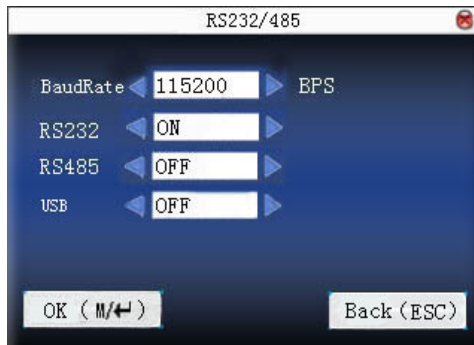 RS232/485
BaudRate 115200 BPS
RS232 ON
RS485 OFF
USB OFF
OK (M/↵) Back(ESC)